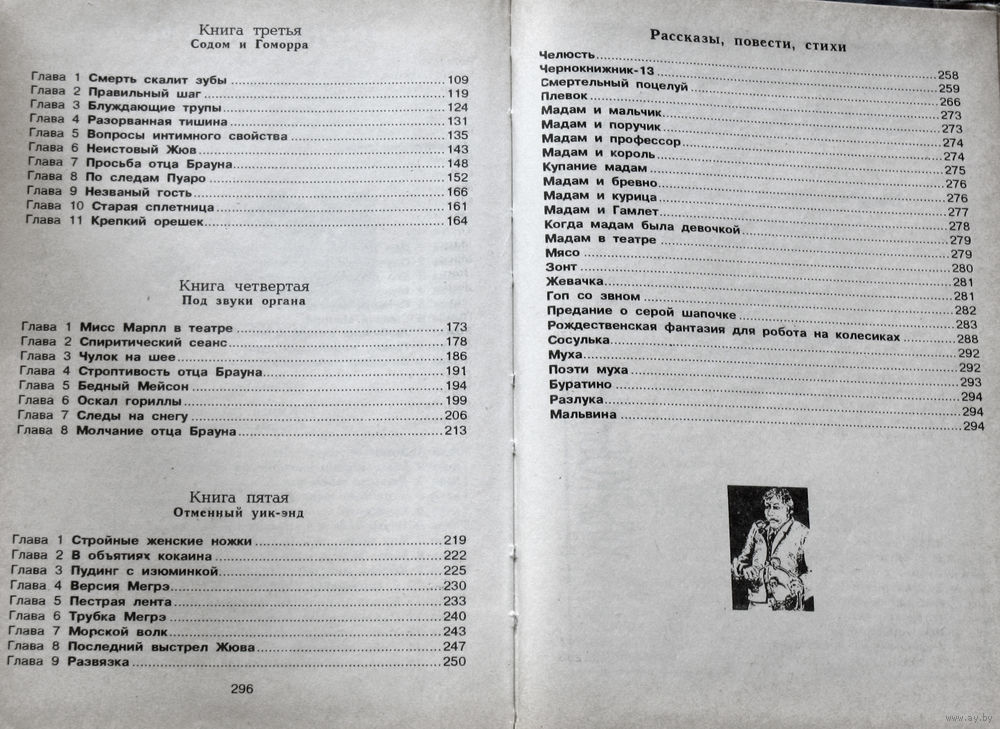 Книга третья
Содом и Гоморра
Глава 1 Смерть скалит зубы 109
Глава 2 Правильный шаг 119
Глава 3 Блуждающие трупы 124
Глава 4 Разорванная тишина 131
Глава 5 Вопросы интимного свойства 135
Глава 6 Неистовый Жюв 143
Глава 7 Просьба отца Брауна 148
Глава 8 По следам Пуаро 152
Глава 9 Незваный гость 166
Глава 10 Старая сплетница 161
Глава 11 Крепкий орешек 164
Книга четвертая
Под звуки органа
Глава 1 Мисс Марпл в театре 173
Глава 2 Спиритический сеанс 178
Глава 3 Чулок на шее 186
Глава 4 Строптивость отца Брауна 191
Глава 5 Бедный Мейсон 194
Глава 6 Оскал гориллы 199
Глава 7 Следы на снегу 206
Глава 8 Молчание отца Брауна 213
Книга пятая
Отменный уик-энд
Глава 1 Стройные женские ножки 219
Глава 2 В объятиях кокаина 222
Глава 3 Пудинг с изюминкой 225
Глава 4 Версия Мегрэ 230
Глава 5 Пестрая лента 233
Глава 6 Трубка Мегрэ 240
Глава 7 Морской волк 243
Глава 8 Последний выстрел Жюва 247
Глава 9 Развязка 250
296
Рассказы, повести, стихи
Челюсть 258
Чернокнижник-13 259
Смертельный поцелуй 266
Плевок 273
Мадам и мальчик 273
Мадам и поручик 274
Мадам и профессор 274
Мадам и король 275
Купание мадам 276
Мадам и бревно 276
Мадам и курица 277
Мадам и Гамлет 278
Когда мадам была девочкой 279
Мадам в театре 279
Мясо 280
Зонт 281
Жевачка 281
Гоп со звном 282
Предание о серой шапочке 283
Рождественская фантазия для робота на колесиках 288
Сосулька 292
Муха 292
Поэти муха 293
Буратино 294
Разлука 294
Мальвина 294
www.ay.by